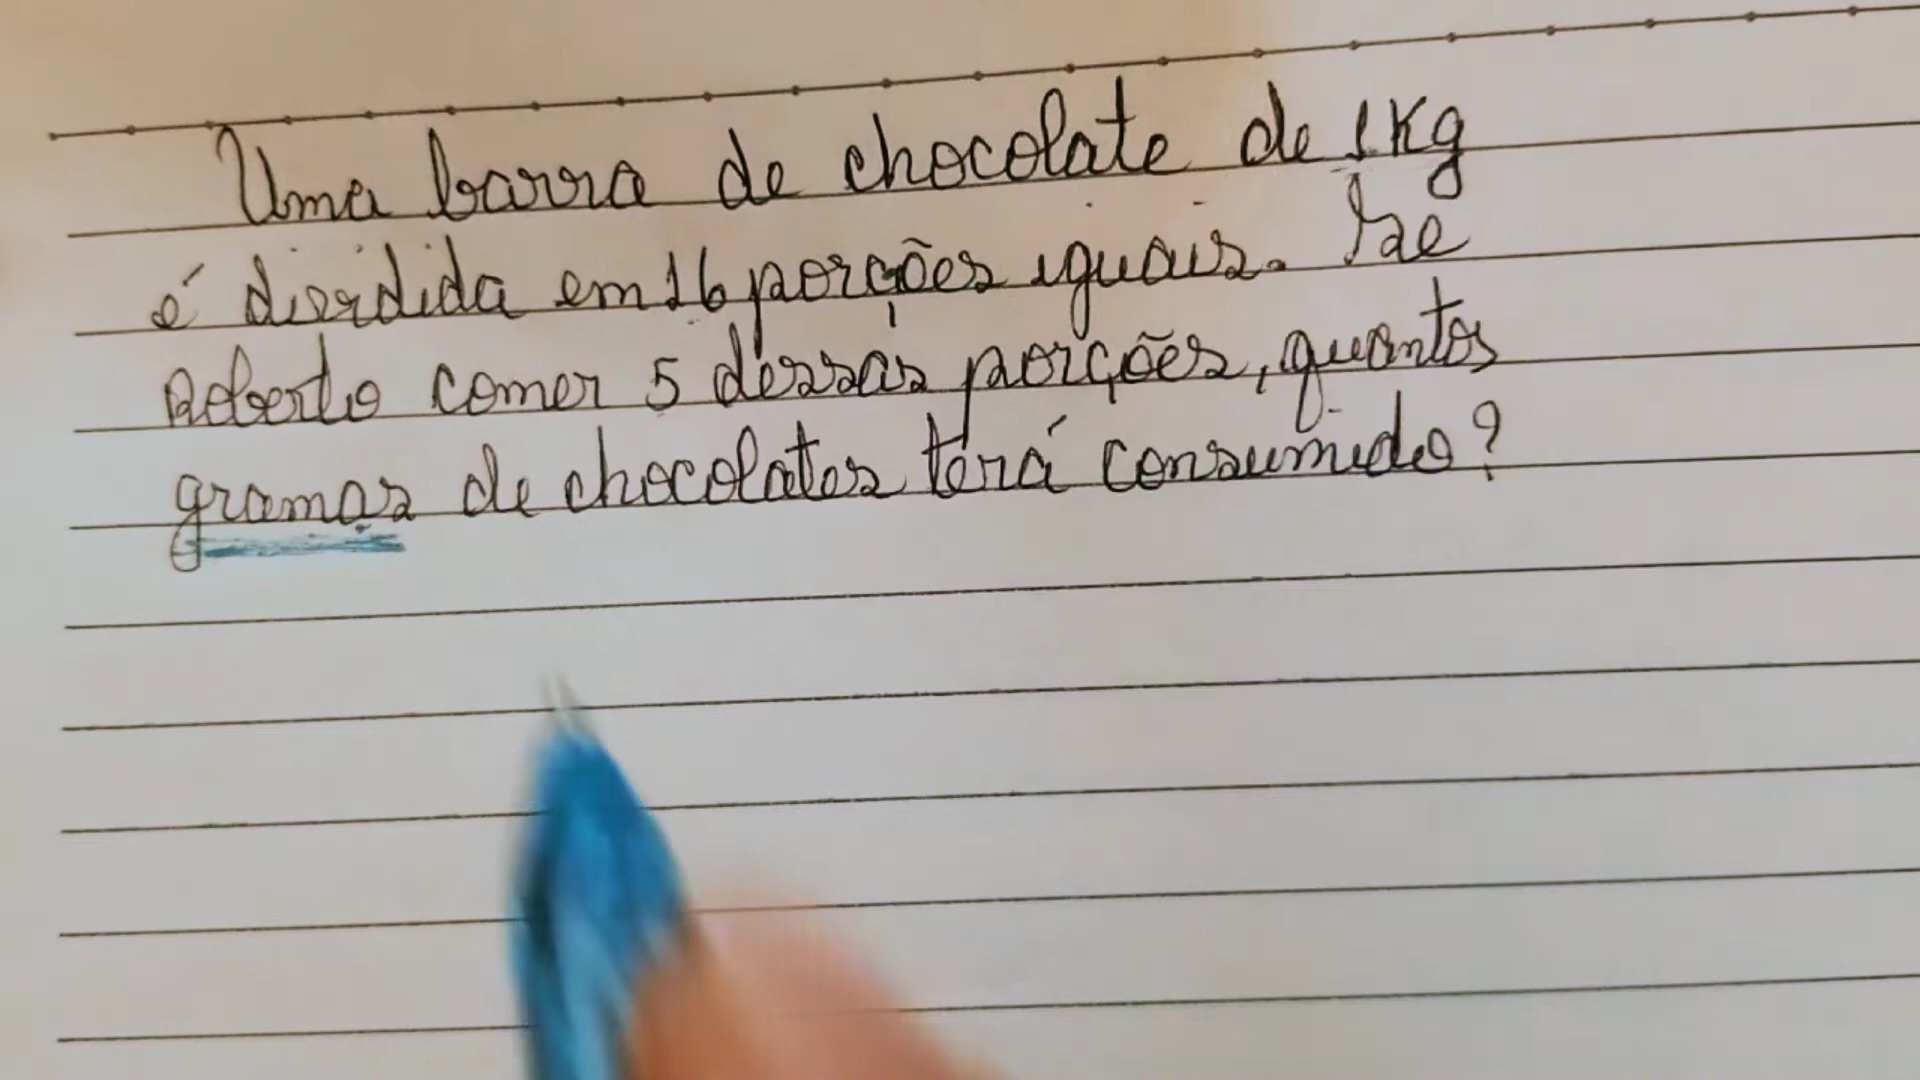 Uma barra de chocolate de 1Kg
é dividida em 16 porções iguais. Se
Roberto comer 5 dessas porções, quantos
gramas de chocolates terá consumido?